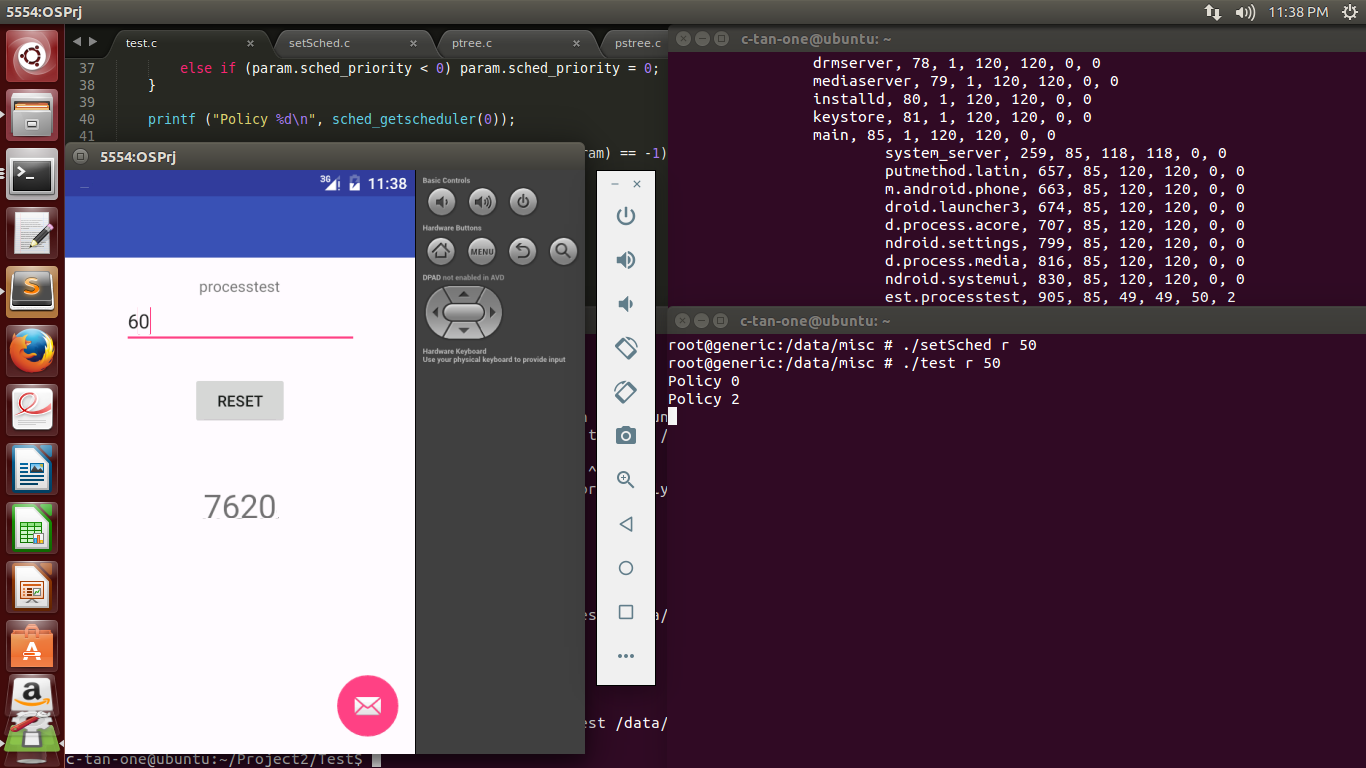 5554:OSPrj
11:38 PM
test.c × setSched.c × ptree.c × pstree.c
37 else if (param.sched_priority < 0) param.sched_priority = 0;
38 }
39
40 printf ("Policy %d\n", sched_getscheduler(0));
41
am) == -1)
5554:OSPrj
3G 11:38
processtest
60
RESET
7620
Basic Controls
Hardware Buttons
MENU
DPAD not enabled in AVD
Hardware Keyboard
Use your physical keyboard to provide input
c-tan-one@ubuntu:~/Project2/Test$
est /data/
c-tan-one@ubuntu: ~
drmserver, 78, 1, 120, 120, 0, 0
mediaserver, 79, 1, 120, 120, 0, 0
installd, 80, 1, 120, 120, 0, 0
keystore, 81, 1, 120, 120, 0, 0
main, 85, 1, 120, 120, 0, 0
system_server, 259, 85, 118, 118, 0, 0
putmethod.latin, 657, 85, 120, 120, 0, 0
m.android.phone, 663, 85, 120, 120, 0, 0
droid.launcher3, 674, 85, 120, 120, 0, 0
d.process.acore, 707, 85, 120, 120, 0, 0
ndroid.settings, 799, 85, 120, 120, 0, 0
d.process.media, 816, 85, 120, 120, 0, 0
ndroid.systemui, 830, 85, 120, 120, 0, 0
est.processtest, 905, 85, 49, 49, 50, 2
c-tan-one@ubuntu: ~
root@generic:/data/misc # ./setSched r 50
root@generic:/data/misc # ./test r 50
Policy 0
Policy 2